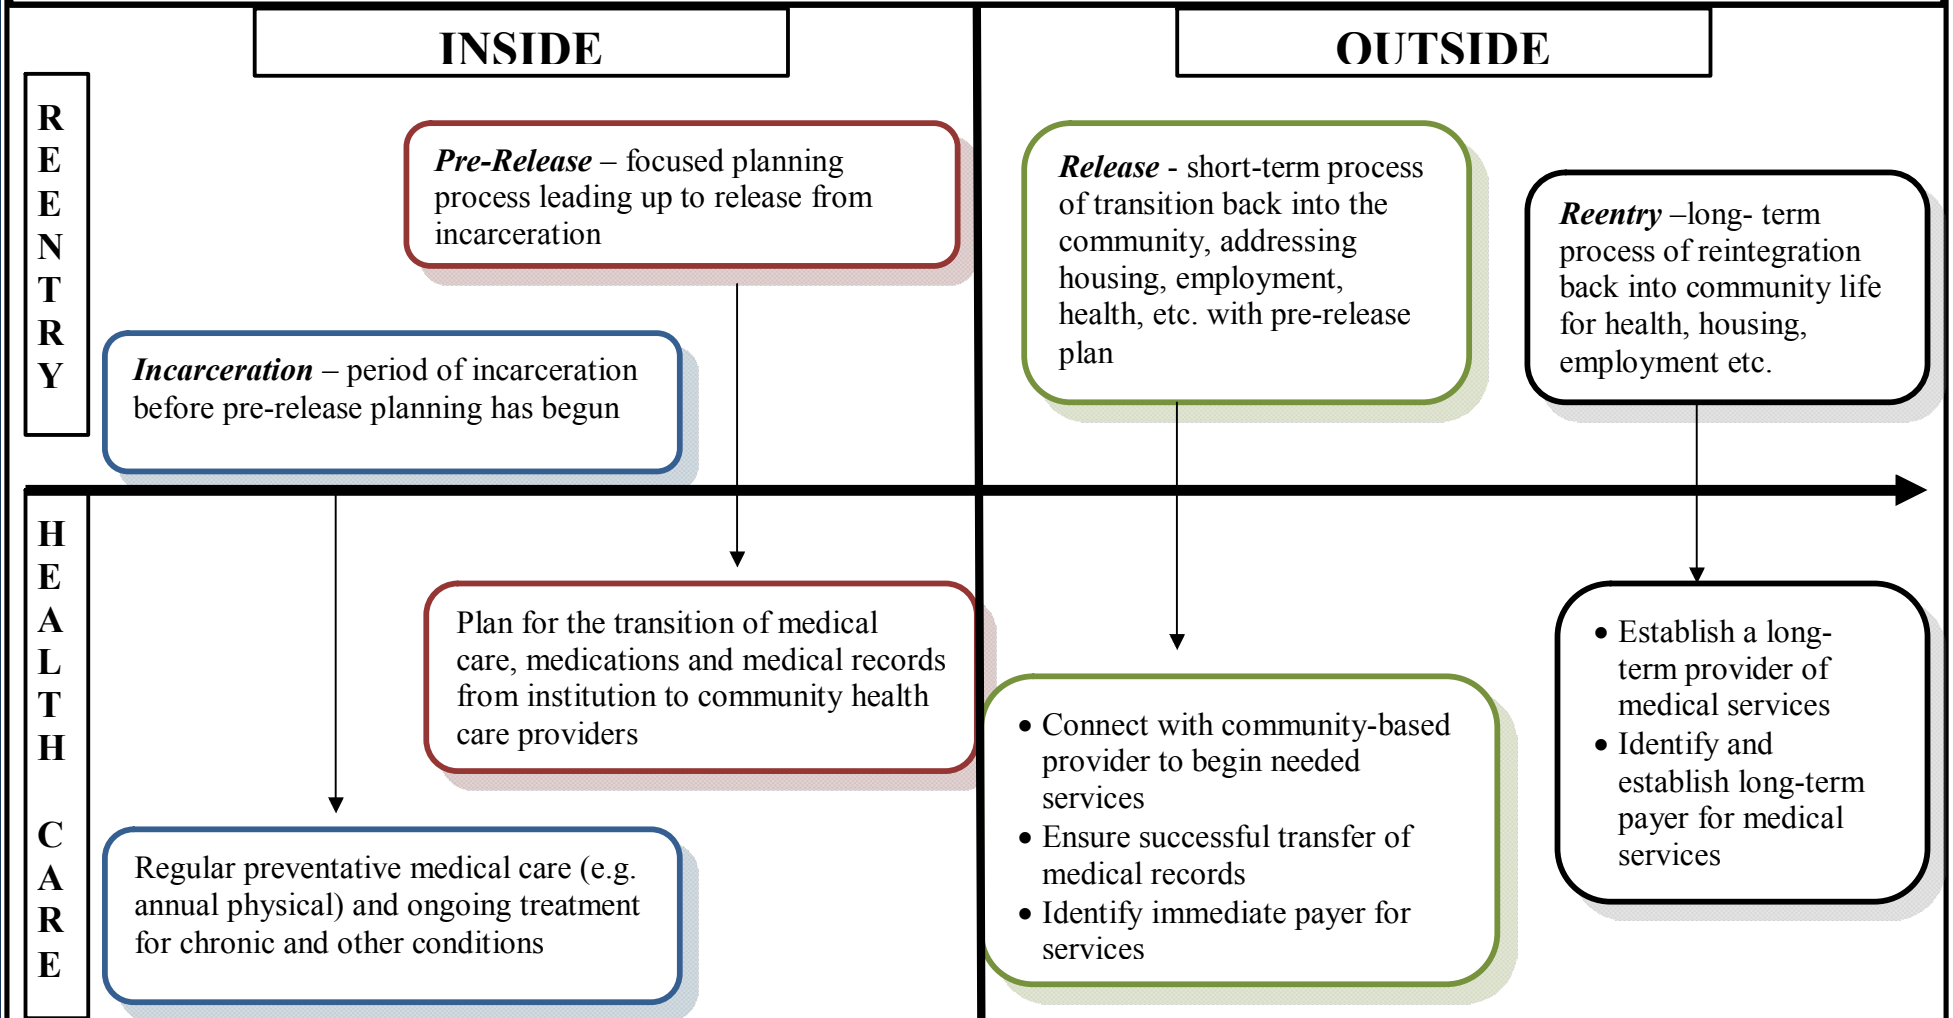 INSIDE
OUTSIDE
REENTRY
Pre-Release – focused planning
process leading up to release from
incarceration
Incarceration – period of incarceration
before pre-release planning has begun
Release - short-term process
of transition back into the
community, addressing
housing, employment,
health, etc. with pre-release
plan
Reentry –long- term
process of reintegration
back into community life
for health, housing,
employment etc.
HEALTH CARE
Plan for the transition of medical
care, medications and medical records
from institution to community health
care providers
Regular preventative medical care (e.g.
annual physical) and ongoing treatment
for chronic and other conditions
• Connect with community-based
provider to begin needed
services
• Ensure successful transfer of
medical records
• Identify immediate payer for
services
• Establish a long-
term provider of
medical services
• Identify and
establish long-term
payer for medical
services